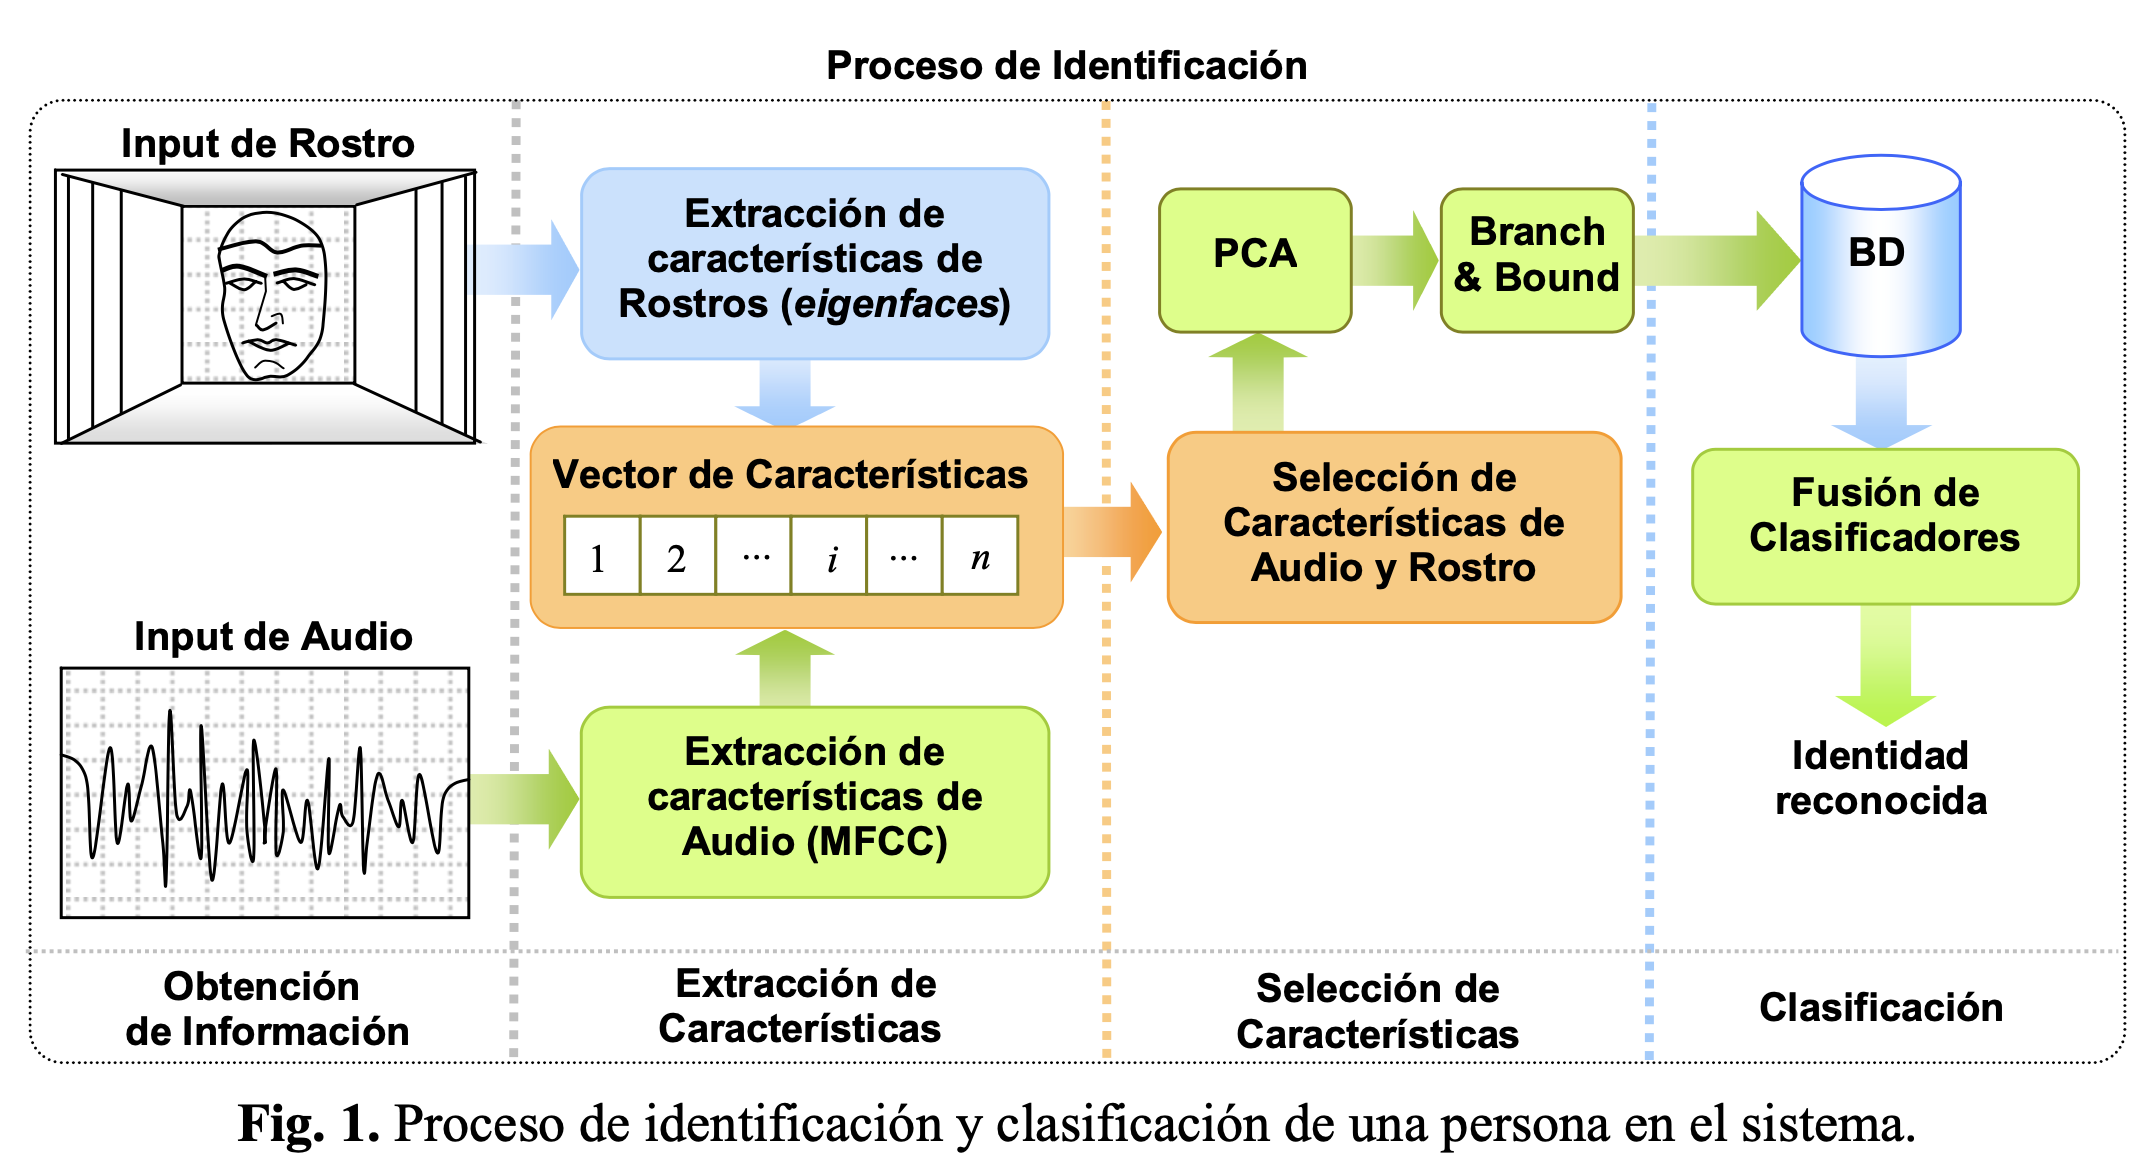 Proceso de Identificación
Input de Rostro
Extracción de
características de
Rostros (eigenfaces)
Vector de Características
1 2 ... i ... n
Input de Audio
Extracción de
características de
Audio (MFCC)
PCA
Branch
& Bound
Selección de
Características de
Audio y Rostro
BD
Fusión de
Clasificadores
Identidad
reconocida
Obtención
de Información
Extracción de
Características
Selección de
Características
Clasificación
Fig. 1. Proceso de identificación y clasificación de una persona en el sistema.